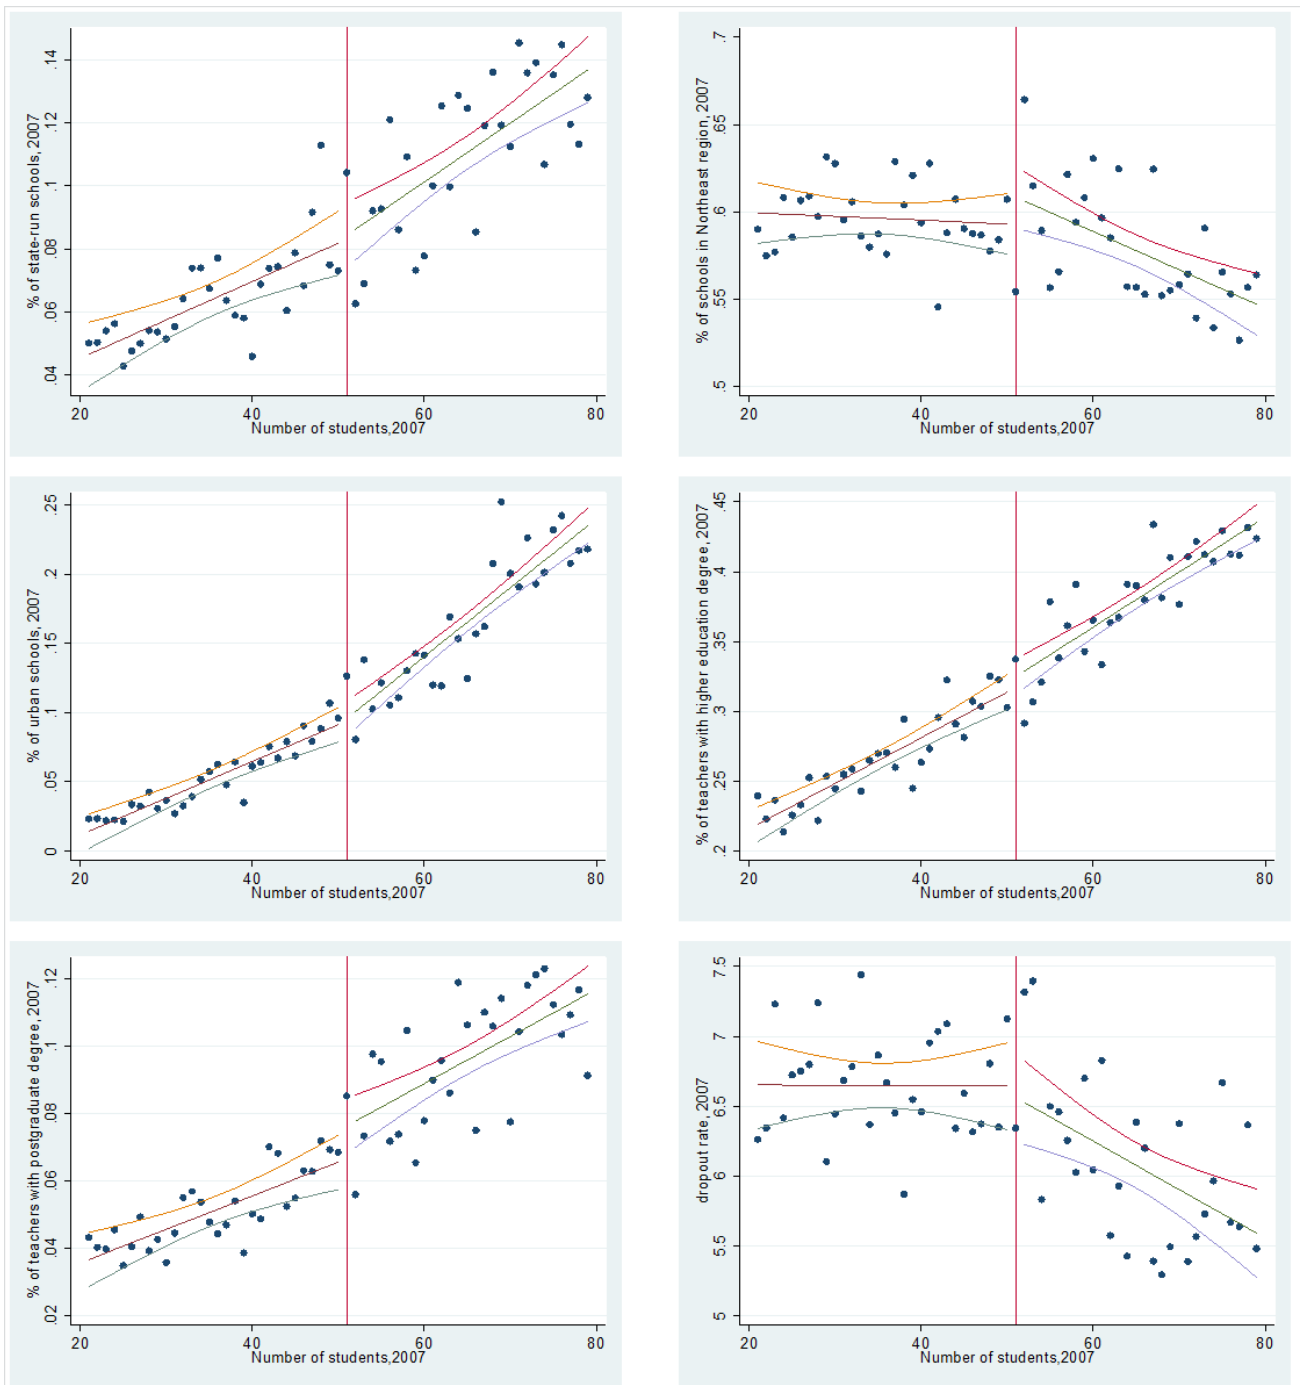 % of state-run schools, 2007
.14
.12
.1
.08
.06
.04
20 40 60 80
Number of students,2007
% of schools in Northeast region, 2007
.7
.65
.6
.55
.5
20 40 60 80
Number of students,2007
% of urban schools, 2007
.25
.2
.15
.1
.05
0
20 40 60 80
Number of students,2007
% of teachers with higher education degree, 2007
.45
.4
.35
.3
.25
.2
20 40 60 80
Number of students,2007
% of teachers with postgraduate degree, 2007
.12
.1
.08
.06
.04
.02
20 40 60 80
Number of students,2007
dropout rate, 2007
7.5
7
6.5
6
5.5
5
20 40 60 80
Number of students,2007